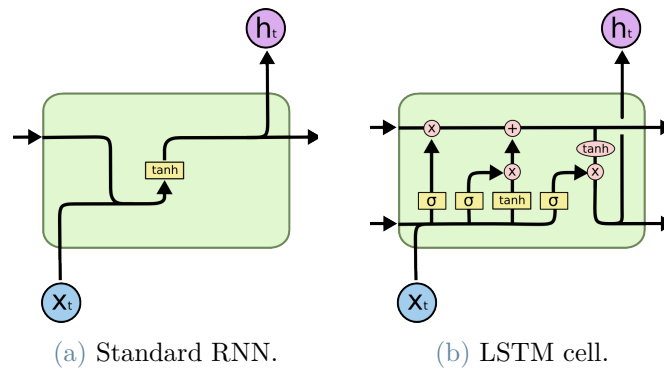 hₜ
hₜ
x +
tanh
tanh x x
σ σ tanh σ
xₜ
xₜ
(a) Standard RNN.
(b) LSTM cell.